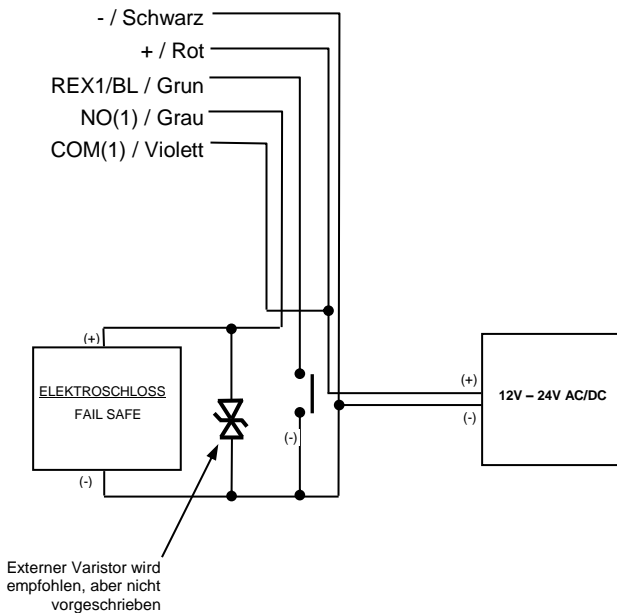 - / Schwarz
+ / Rot
REX1/BL / Grun
NO(1) / Grau
COM(1) / Violett
(+)
ELEKTROSCHLOSS
FAIL SAFE
(-)
(-)
(+)
(-)
12V – 24V AC/DC
Externer Varistor wird
empfohlen, aber nicht
vorgeschrieben